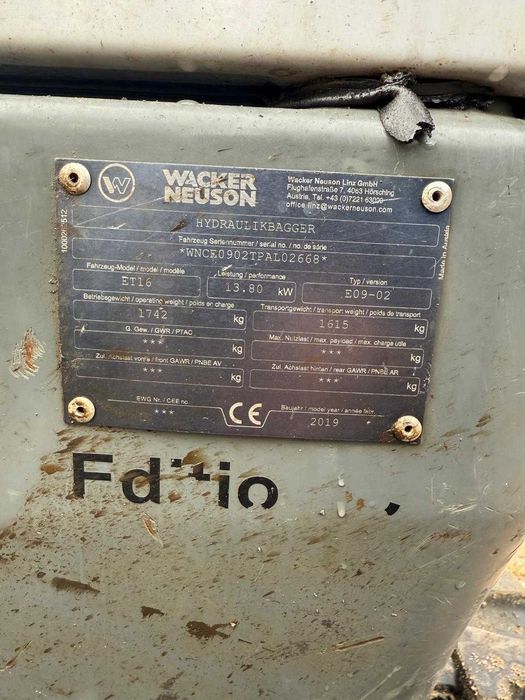 WACKER
NEUSON
Wacker Neuson Linz GmbH
Flughafenstraße 7, 4063 Hörsching
Austria, Tel. +43 (0)7221 63000
office.linz@wackerneuson.com
HYDRAULIKBAGGER
Fahrzeug Seriennummer / serial no. / no. de série
*WNCE0902TPAL02668*
Fahrzeug-Model / model / modèle
ET16
Leistung / performance
13.80 kW
Typ / version
E09-02
Betriebsgewicht / operating weight / poids en charge
1742 kg
Transportgewicht / transport weight / poids de transport
1615 kg
G. Gew. / GWR / PTAC
*** kg
Max. Nutzlast / max. payload / max. charge utile
*** kg
Zul. Achslast vorne / front GAWR / PNBE AV
*** kg
Zul. Achslast hinten / rear GAWR / PNBE AR
*** kg
EWG Nr. / CEE no.
***
CE
Baujahr / model year / année fabr.
2019
Made in Austria